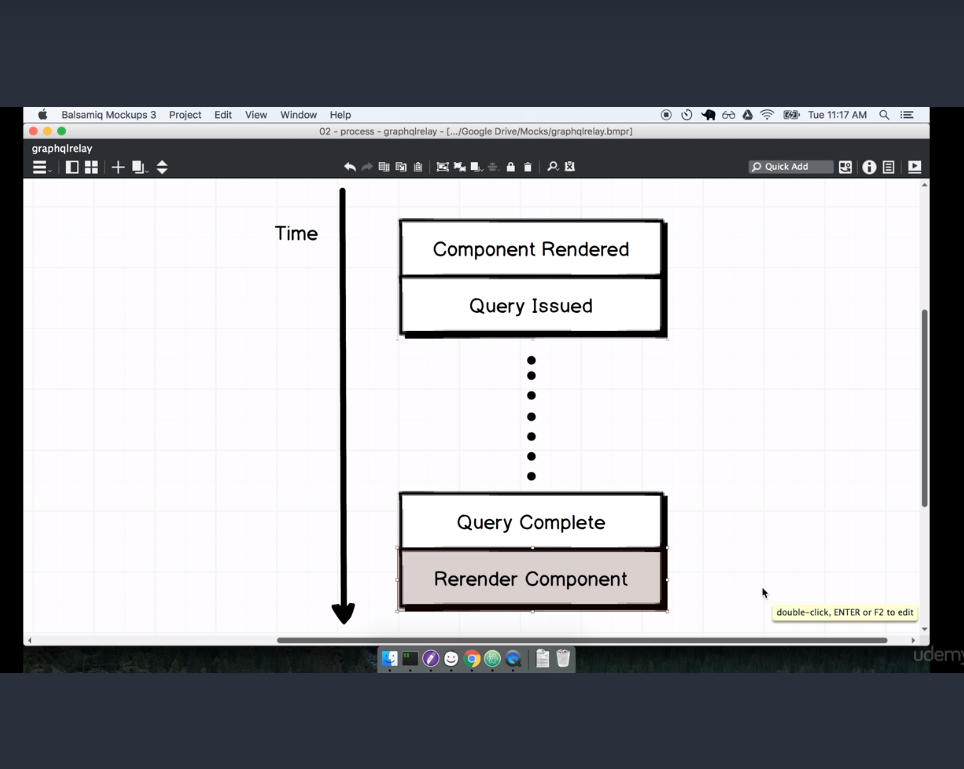 Balsamiq Mockups 3 Project Edit View Window Help Tue 11:17 AM
02 - process - graphqlrelay - [.../Google Drive/Mocks/graphqlrelay.bmpr]
graphqlrelay
Quick Add
Time
Component Rendered
Query Issued
Query Complete
Rerender Component
double-click, ENTER or F2 to edit
udemy